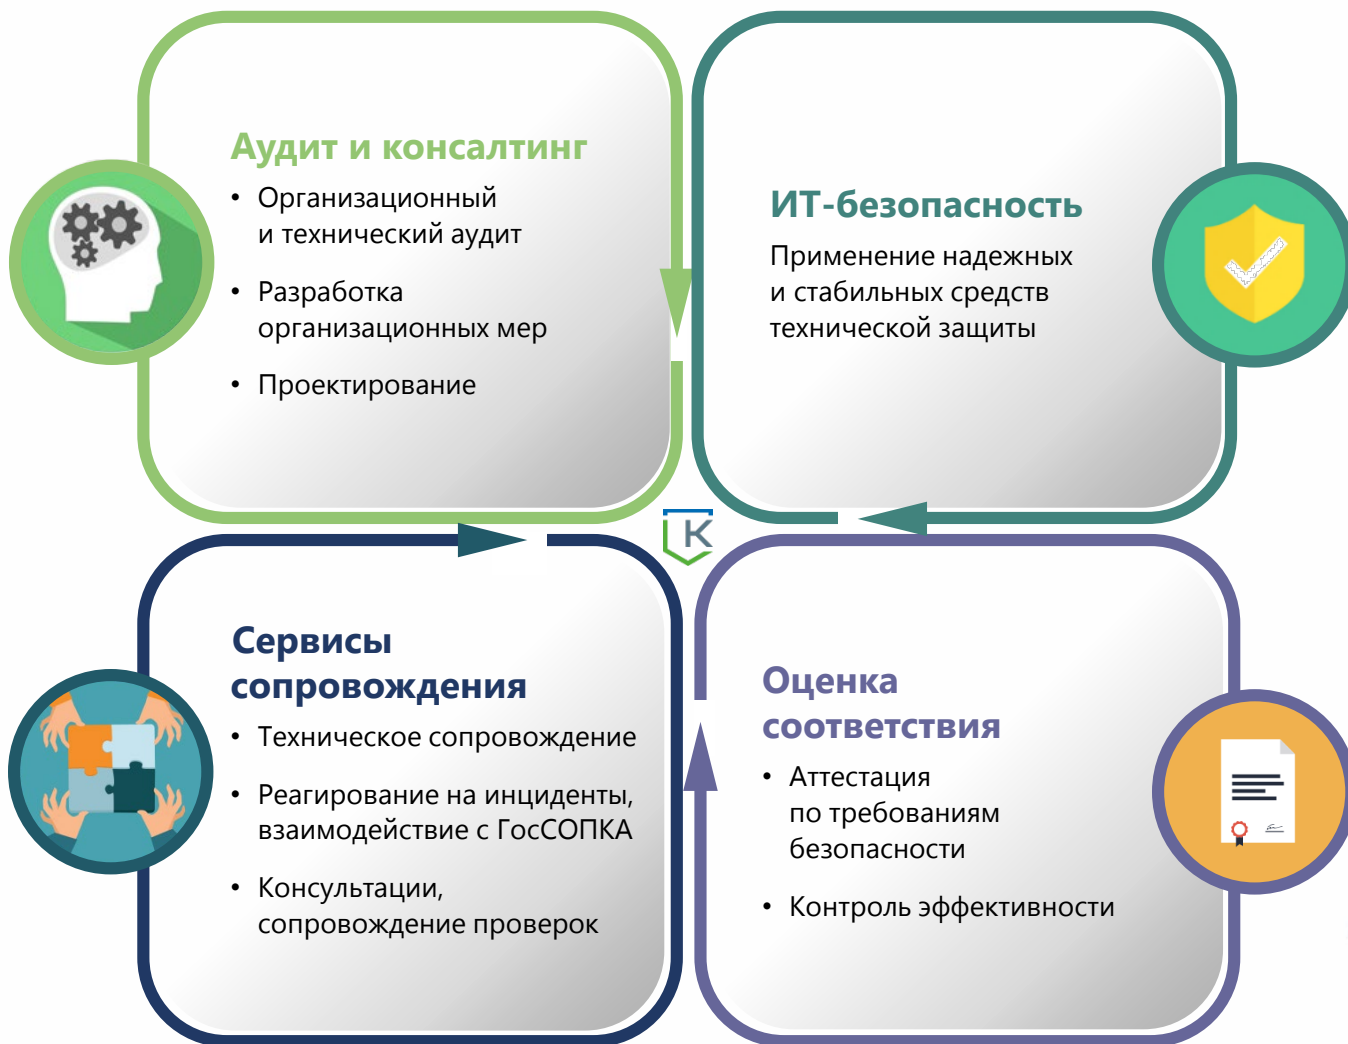 Аудит и консалтинг
• Организационный
и технический аудит
• Разработка
организационных мер
• Проектирование
ИТ-безопасность
Применение надежных
и стабильных средств
технической защиты
K
Сервисы
сопровождения
• Техническое сопровождение
• Реагирование на инциденты,
взаимодействие с ГосСОПКА
• Консультации,
сопровождение проверок
Оценка
соответствия
• Аттестация
по требованиям
безопасности
• Контроль эффективности